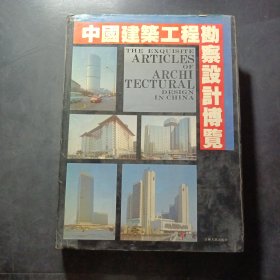 中國建築工程勘察設計博覽
THE EXQUISITE
ARTICLES
OF
ARCHI
TECTURAL
DESIGN
IN CHINA